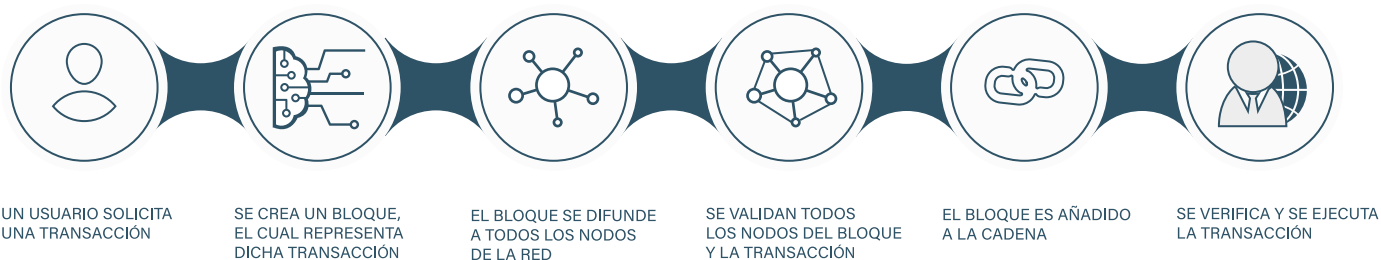 UN USUARIO SOLICITA
UNA TRANSACCIÓN
SE CREA UN BLOQUE,
EL CUAL REPRESENTA
DICHA TRANSACCIÓN
EL BLOQUE SE DIFUNDE
A TODOS LOS NODOS
DE LA RED
SE VALIDAN TODOS
LOS NODOS DEL BLOQUE
Y LA TRANSACCIÓN
EL BLOQUE ES AÑADIDO
A LA CADENA
SE VERIFICA Y SE EJECUTA
LA TRANSACCIÓN